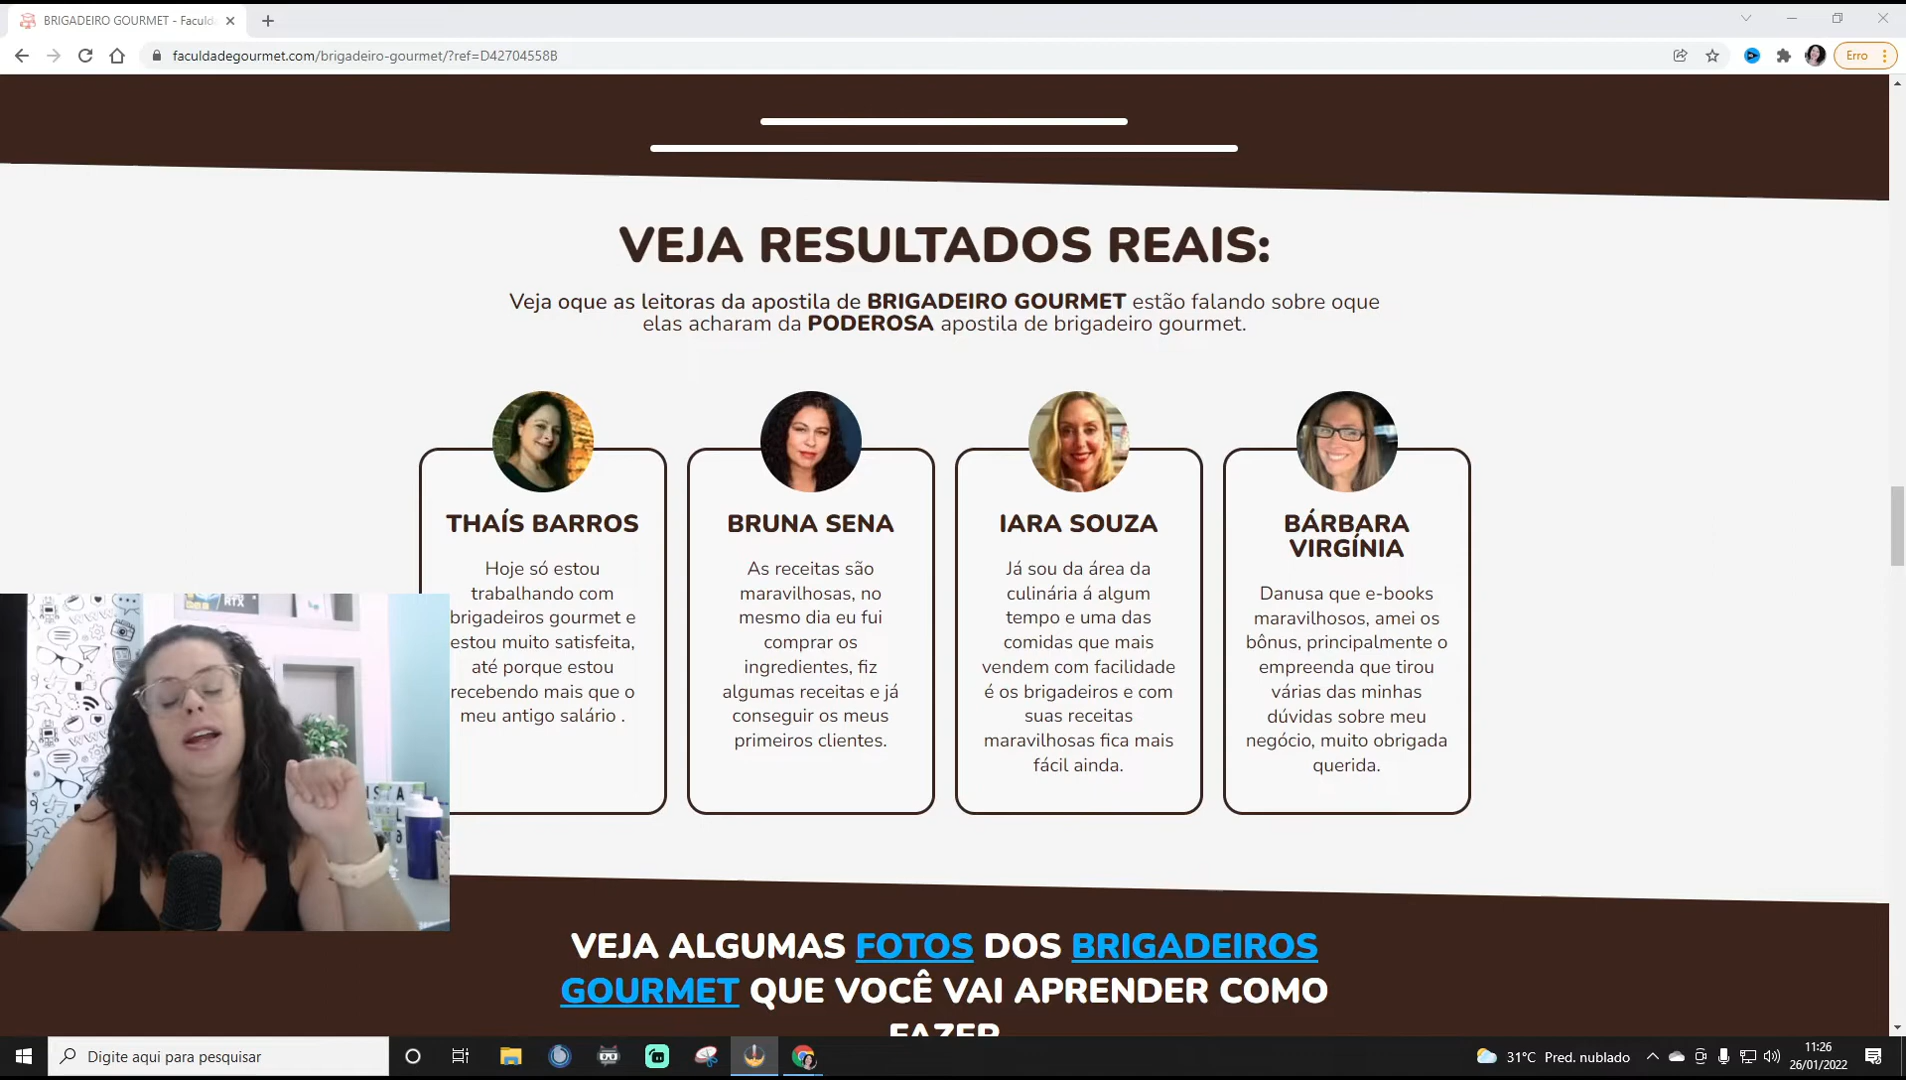 BRIGADEIRO GOURMET - Facul
faculdadegourmet.com/brigadeiro-gourmet/?ref=D42704558B
Erro
VEJA RESULTADOS REAIS:
Veja oque as leitoras da apostila de BRIGADEIRO GOURMET estão falando sobre oque
elas acharam da PODEROSA apostila de brigadeiro gourmet.
THAÍS BARROS
Hoje só estou
trabalhando com
brigadeiros gourmet e
estou muito satisfeita,
até porque estou
recebendo mais que o
meu antigo salário .
BRUNA SENA
As receitas são
maravilhosas, no
mesmo dia eu fui
comprar os
ingredientes, fiz
algumas receitas e já
conseguir os meus
primeiros clientes.
IARA SOUZA
Já sou da área da
culinária á algum
tempo e uma das
comidas que mais
vendem com facilidade
é os brigadeiros e com
suas receitas
maravilhosas fica mais
fácil ainda.
BÁRBARA
VIRGÍNIA
Danusa que e-books
maravilhosos, amei os
bônus, principalmente o
empreenda que tirou
várias das minhas
dúvidas sobre meu
negócio, muito obrigada
querida.
RTX
VEJA ALGUMAS FOTOS DOS BRIGADEIROS
GOURMET QUE VOCÊ VAI APRENDER COMO
FAZER
Digite aqui para pesquisar
31°C Pred. nublado
11:26
26/01/2022